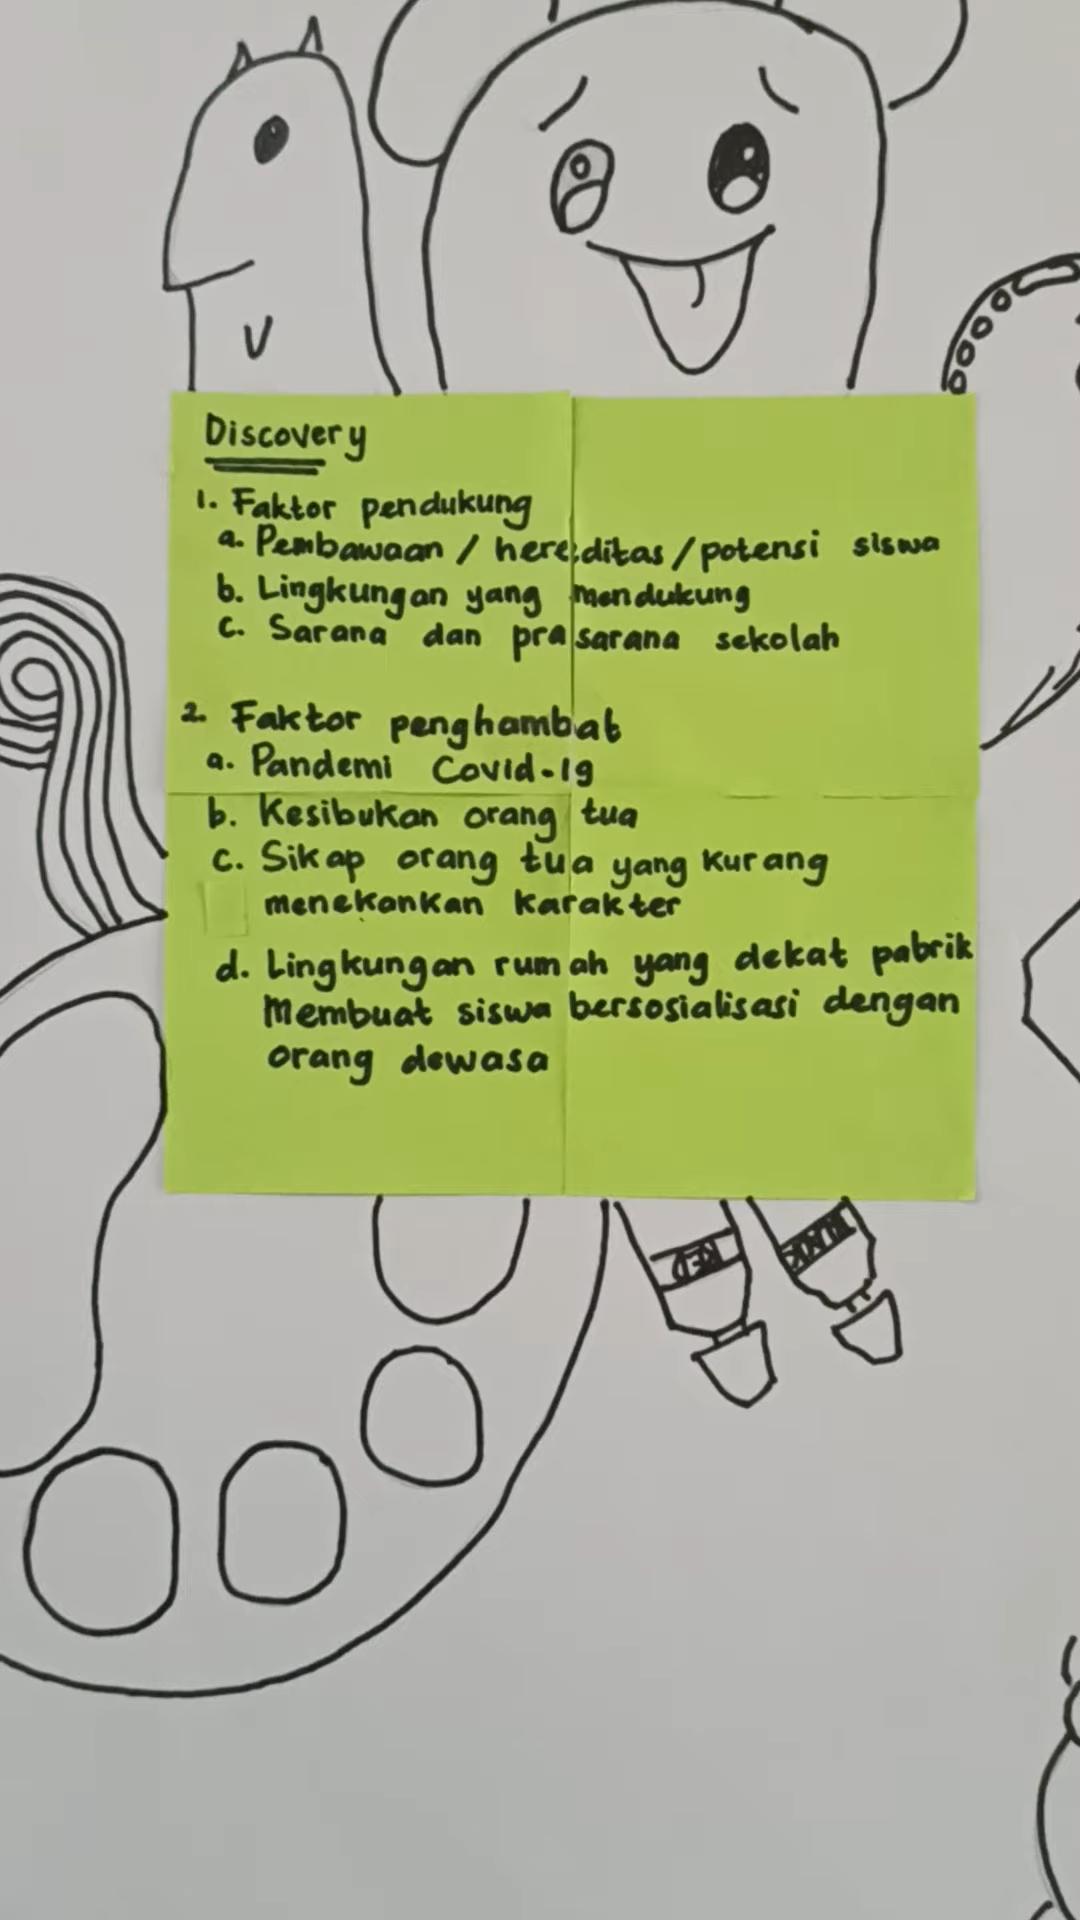 Discovery
1. Faktor pendukung
a. Pembawaan / hereditas / potensi siswa
b. Lingkungan yang mendukung
c. Sarana dan prasarana sekolah
2. Faktor penghambat
a. Pandemi Covid-19
b. Kesibukan orang tua
c. Sikap orang tua yang kurang
menekankan karakter
d. Lingkungan rumah yang dekat pabrik
membuat siswa bersosialisasi dengan
orang dewasa
RED